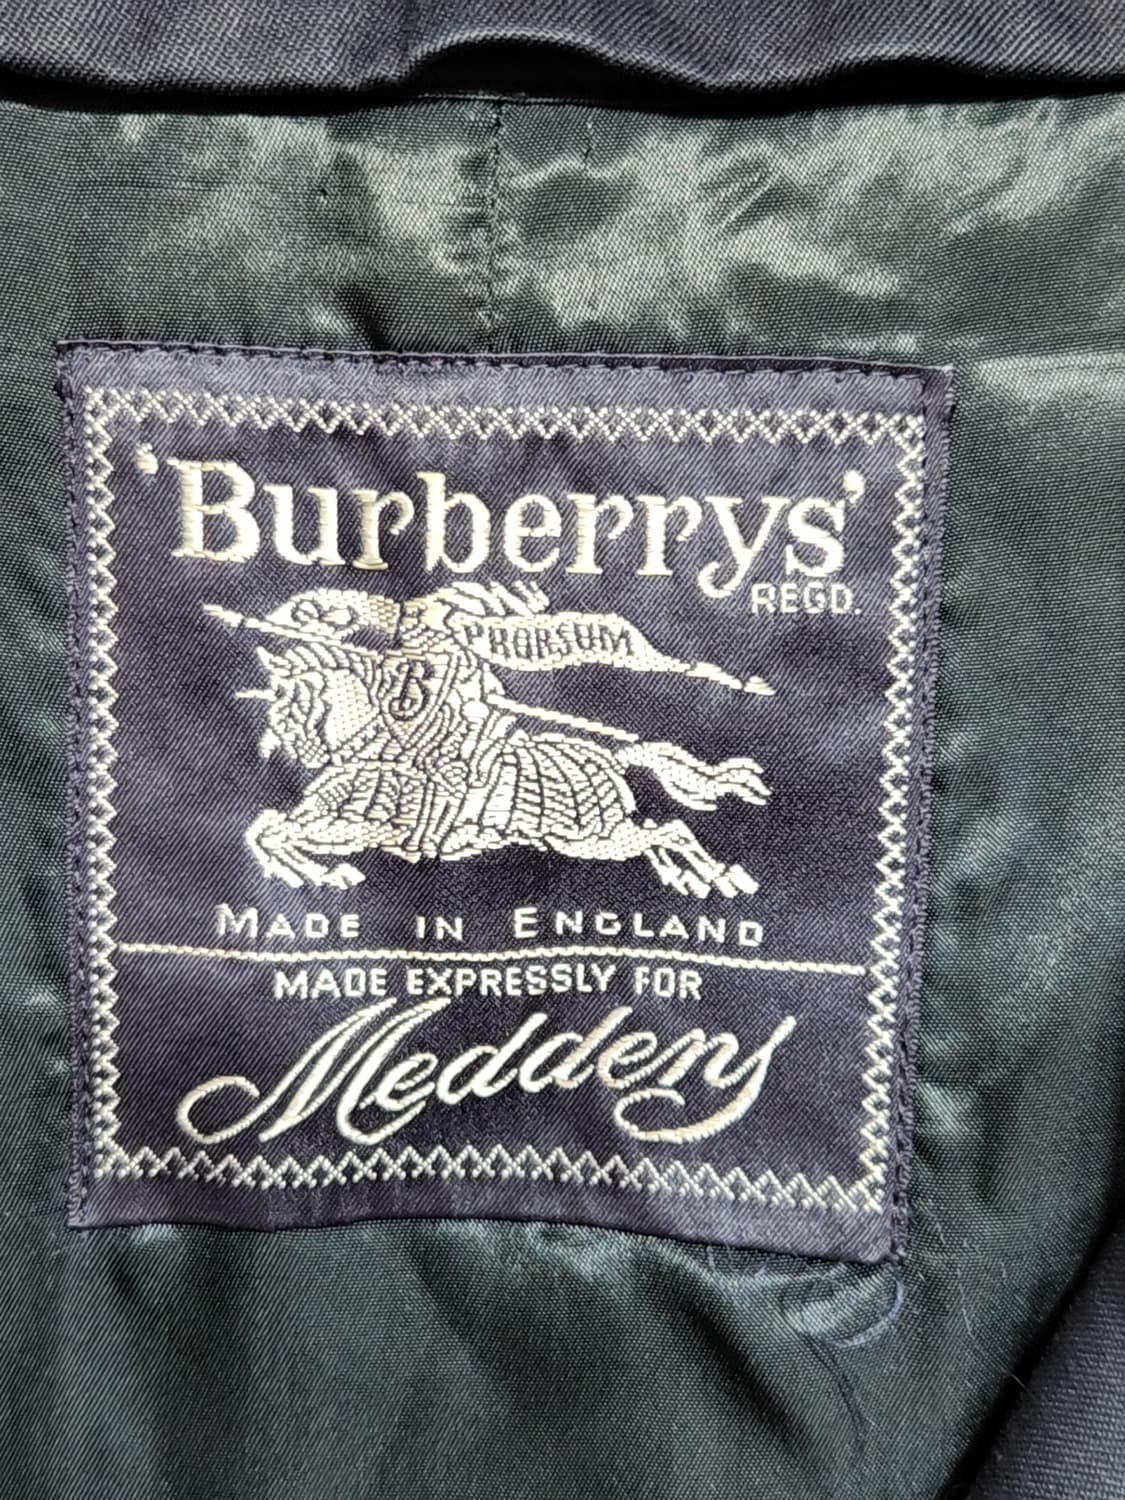 'Burberrys'
REGD.
PRORSUM
B
MADE IN ENGLAND
MADE EXPRESSLY FOR
Meddens